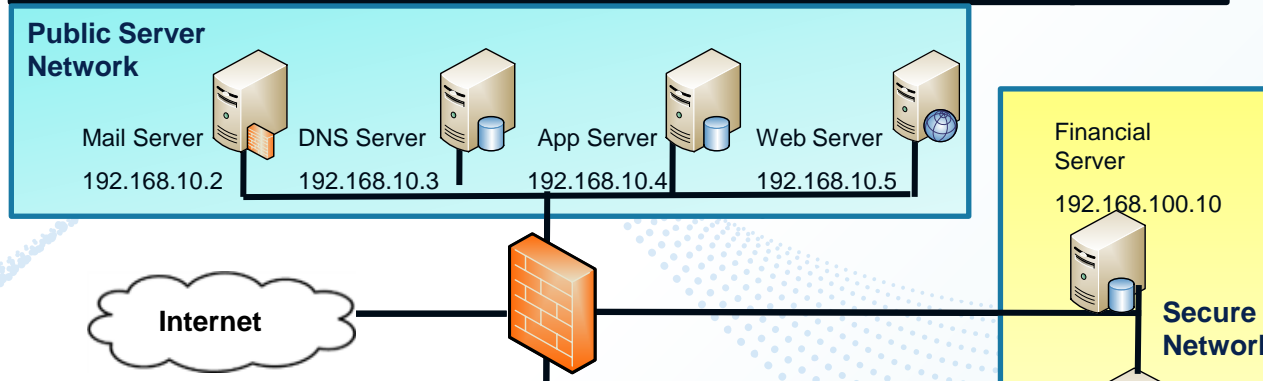 Public Server
Network
Mail Server
192.168.10.2
DNS Server
192.168.10.3
App Server
192.168.10.4
Web Server
192.168.10.5
Financial
Server
192.168.100.10
Internet
Secure
Network